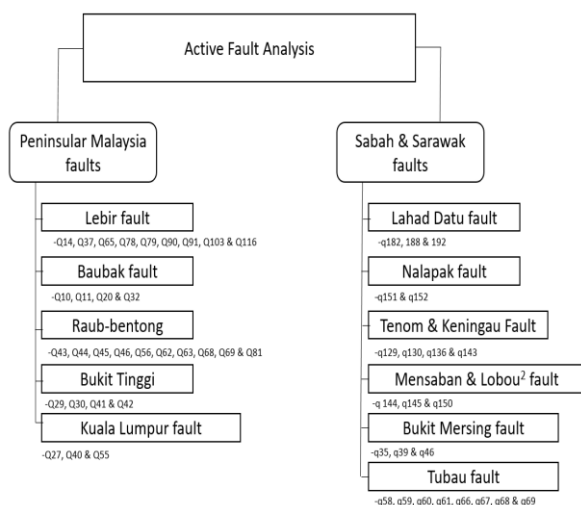 Active Fault Analysis
Peninsular Malaysia
faults
Lebir fault
-Q14, Q37, Q65, Q78, Q79, Q90, Q91, Q103 & Q116
Baubak fault
-Q10, Q11, Q20 & Q32
Raub-bentong
-Q43, Q44, Q45, Q46, Q56, Q62, Q63, Q68, Q69 & Q81
Bukit Tinggi
-Q29, Q30, Q41 & Q42
Kuala Lumpur fault
-Q27, Q40 & Q55
Sabah & Sarawak
faults
Lahad Datu fault
-q182, 188 & 192
Nalapak fault
-q151 & q152
Tenom & Keningau Fault
-q129, q130, q136 & q143
Mensaban & Lobou² fault
-q 144, q145 & q150
Bukit Mersing fault
-q35, q39 & q46
Tubau fault
-q58, q59, q60, q61, q66, q67, q68 & q69